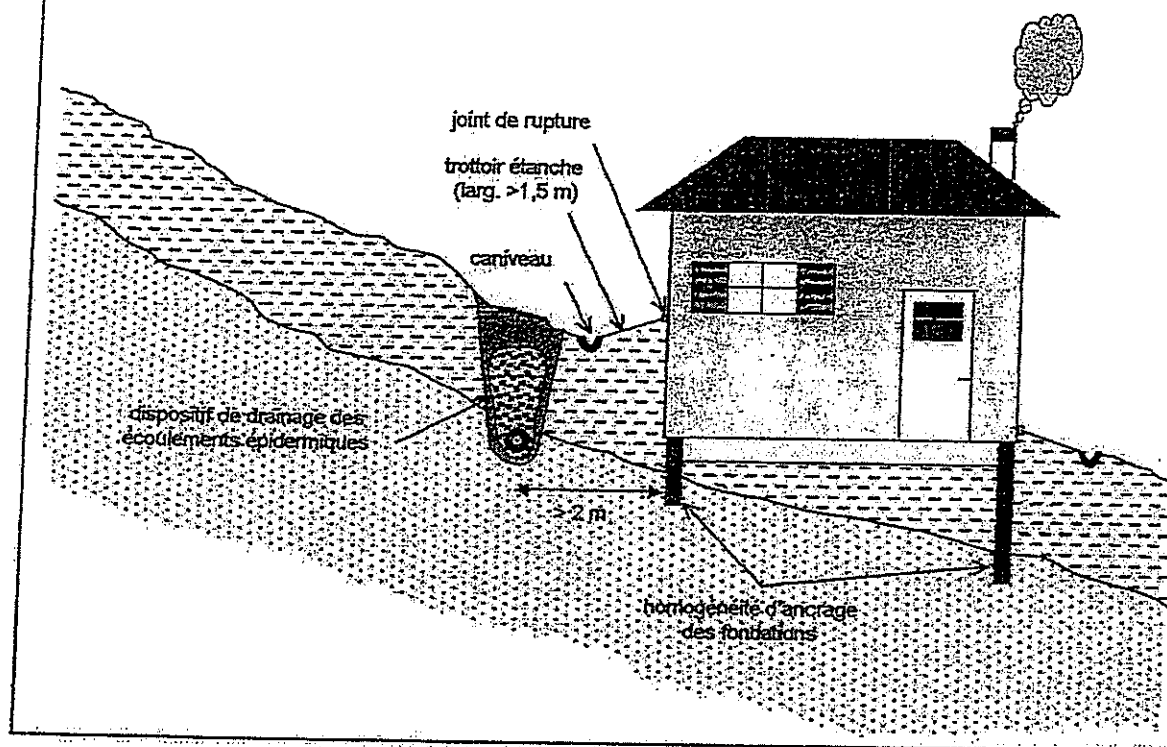 joint de rupture
trottoir étanche
(larg. >1,5 m)
caniveau
dispositif de drainage des
écoulements épidermiques
> 2 m
homogénéité d'ancrage
des fondations